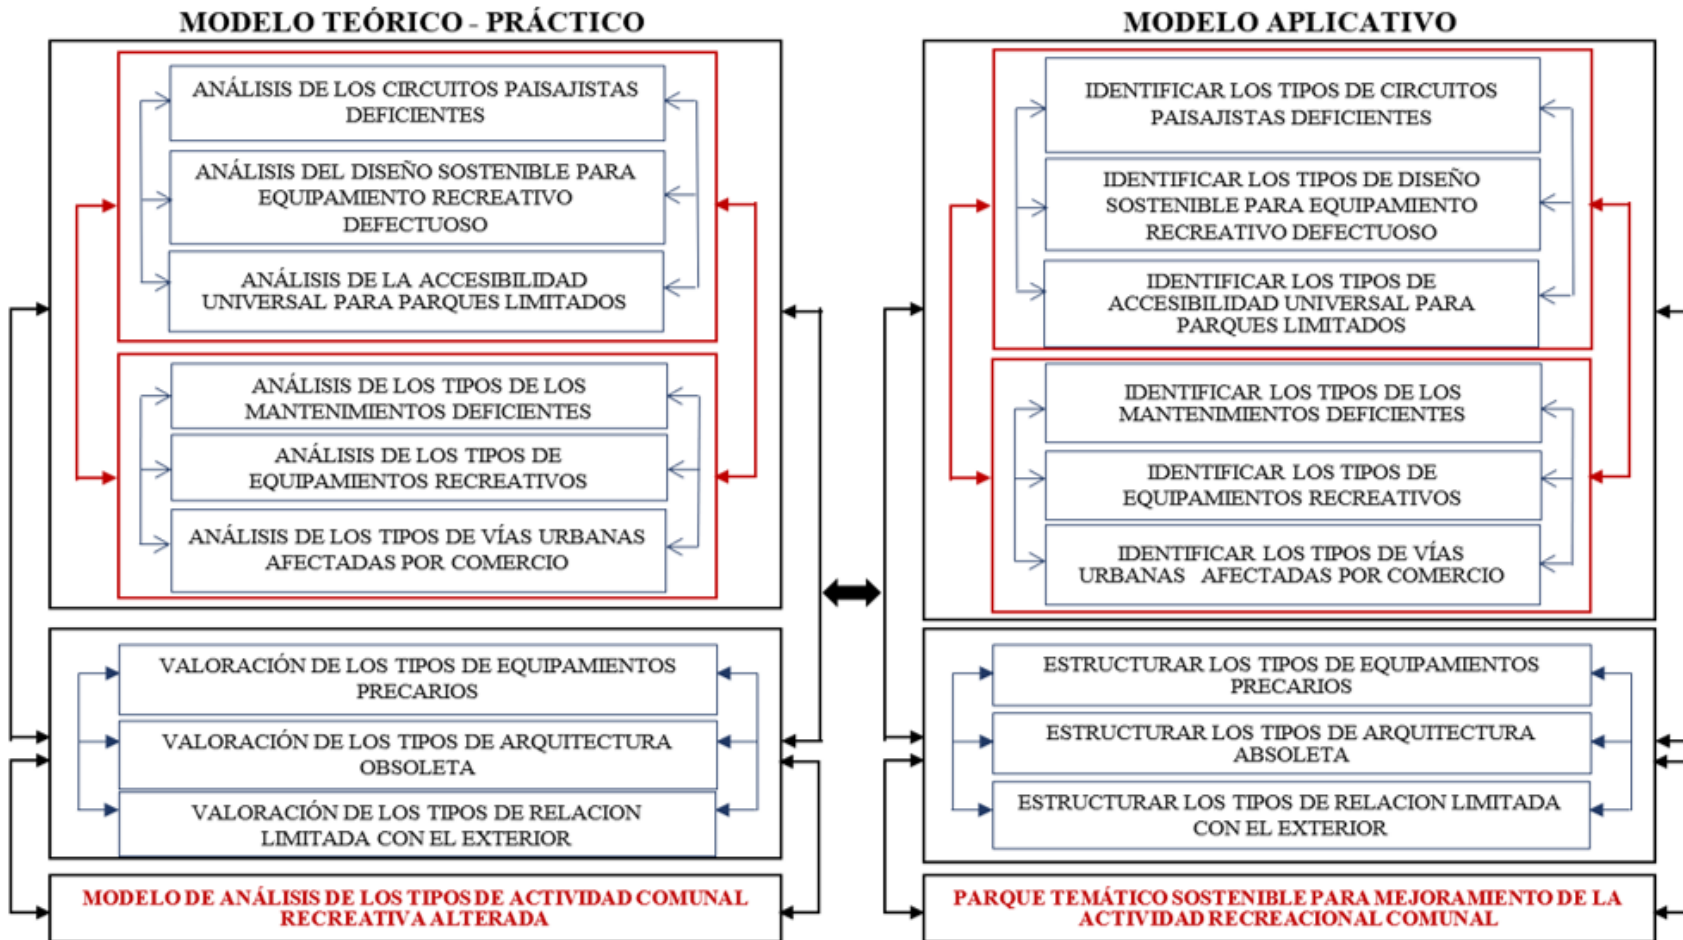 MODELO TEÓRICO - PRÁCTICO
ANÁLISIS DE LOS CIRCUITOS PAISAJISTAS
DEFICIENTES
ANÁLISIS DEL DISEÑO SOSTENIBLE PARA
EQUIPAMIENTO RECREATIVO
DEFECTUOSO
ANÁLISIS DE LA ACCESIBILIDAD
UNIVERSAL PARA PARQUES LIMITADOS
ANÁLISIS DE LOS TIPOS DE LOS
MANTENIMIENTOS DEFICIENTES
ANÁLISIS DE LOS TIPOS DE
EQUIPAMIENTOS RECREATIVOS
ANÁLISIS DE LOS TIPOS DE VÍAS URBANAS
AFECTADAS POR COMERCIO
VALORACIÓN DE LOS TIPOS DE EQUIPAMIENTOS
PRECARIOS
VALORACIÓN DE LOS TIPOS DE ARQUITECTURA
OBSOLETA
VALORACIÓN DE LOS TIPOS DE RELACION
LIMITADA CON EL EXTERIOR
MODELO DE ANÁLISIS DE LOS TIPOS DE ACTIVIDAD COMUNAL
RECREATIVA ALTERADA
MODELO APLICATIVO
IDENTIFICAR LOS TIPOS DE CIRCUITOS
PAISAJISTAS DEFICIENTES
IDENTIFICAR LOS TIPOS DE DISEÑO
SOSTENIBLE PARA EQUIPAMIENTO
RECREATIVO DEFECTUOSO
IDENTIFICAR LOS TIPOS DE
ACCESIBILIDAD UNIVERSAL PARA
PARQUES LIMITADOS
IDENTIFICAR LOS TIPOS DE LOS
MANTENIMIENTOS DEFICIENTES
IDENTIFICAR LOS TIPOS DE
EQUIPAMIENTOS RECREATIVOS
IDENTIFICAR LOS TIPOS DE VÍAS
URBANAS AFECTADAS POR COMERCIO
ESTRUCTURAR LOS TIPOS DE EQUIPAMIENTOS
PRECARIOS
ESTRUCTURAR LOS TIPOS DE ARQUITECTURA
ABSOLETA
ESTRUCTURAR LOS TIPOS DE RELACION LIMITADA
CON EL EXTERIOR
PARQUE TEMÁTICO SOSTENIBLE PARA MEJORAMIENTO DE LA
ACTIVIDAD RECREACIONAL COMUNAL